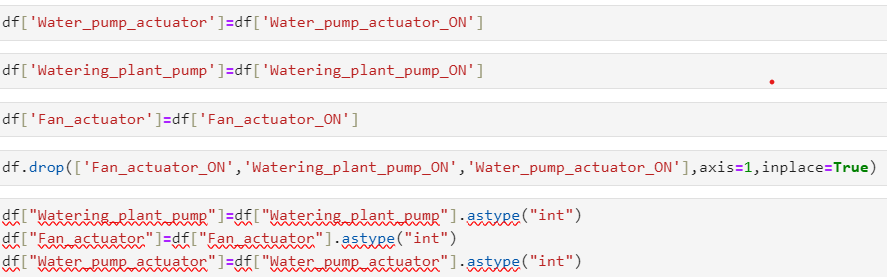 df['Water_pump_actuator']=df['Water_pump_actuator_ON']
df['Watering_plant_pump']=df['Watering_plant_pump_ON']
df['Fan_actuator']=df['Fan_actuator_ON']
df.drop(['Fan_actuator_ON','Watering_plant_pump_ON','Water_pump_actuator_ON'],axis=1,inplace=True)
df["Watering_plant_pump"]=df["Watering_plant_pump"].astype("int")
df["Fan_actuator"]=df["Fan_actuator"].astype("int")
df["Water_pump_actuator"]=df["Water_pump_actuator"].astype("int")